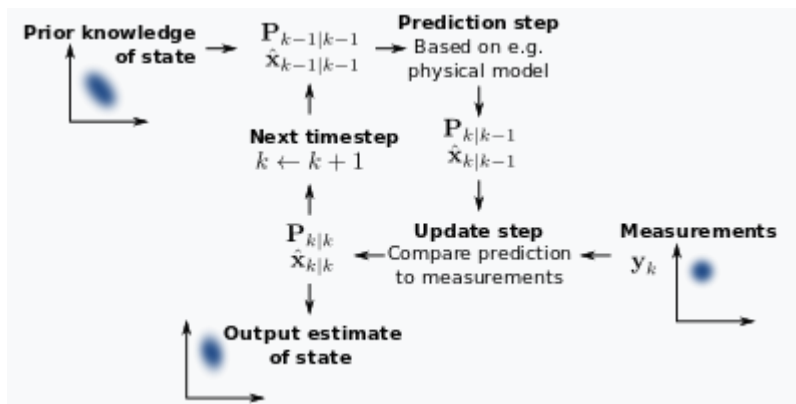 Prior knowledge
of state
P_{k−1|k−1}
x̂_{k−1|k−1}
Prediction step
Based on e.g.
physical model
Next timestep
k ← k + 1
P_{k|k−1}
x̂_{k|k−1}
P_{k|k}
x̂_{k|k}
Update step
Compare prediction
to measurements
Measurements
y_k
Output estimate
of state